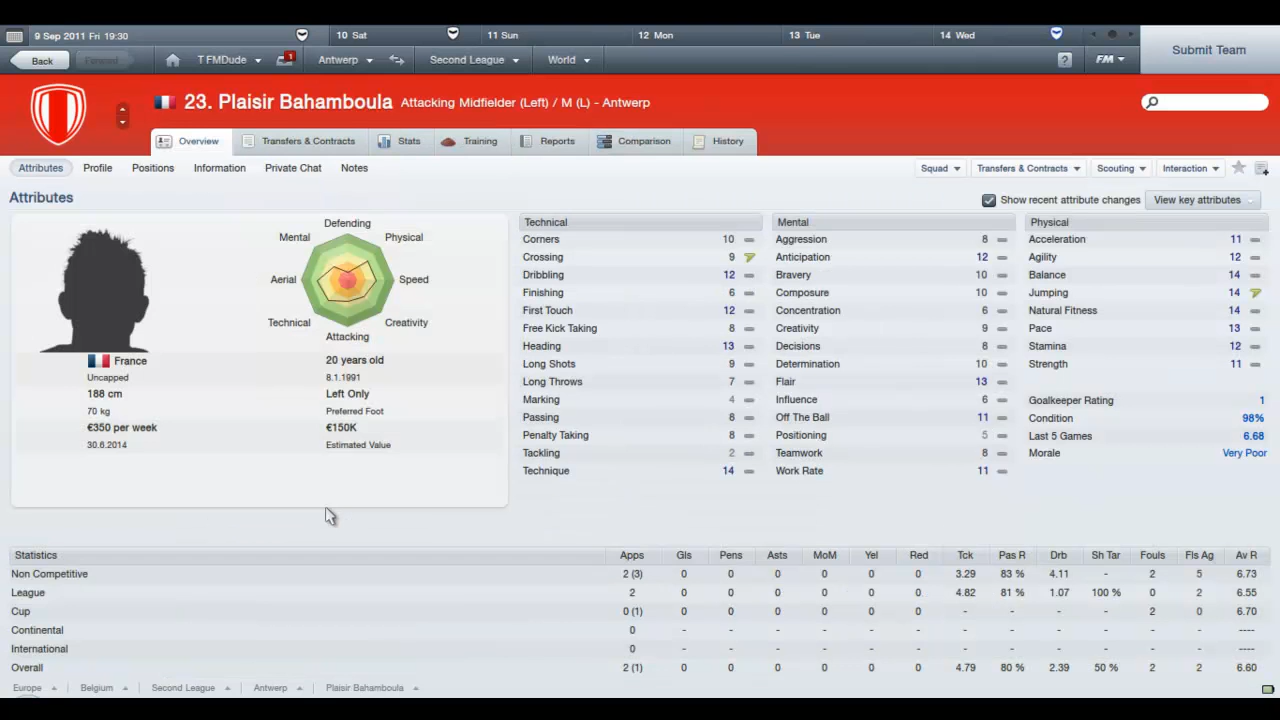 9 Sep 2011 Fri 19:30 10 Sat 11 Sun 12 Mon 13 Tue 14 Wed
Submit Team
Back Forward T FMDude 1 Antwerp Second League World ? FM
23. Plaisir Bahamboula Attacking Midfielder (Left) / M (L) - Antwerp
Overview Transfers & Contracts Stats Training Reports Comparison History
Attributes Profile Positions Information Private Chat Notes Squad Transfers & Contracts Scouting Interaction
Attributes Show recent attribute changes View key attributes
Defending
Mental Physical
Aerial Speed
Technical Creativity
Attacking
France 20 years old
Uncapped 8.1.1991
188 cm Left Only
70 kg Preferred Foot
€350 per week €150K
30.6.2014 Estimated Value
Technical
Corners 10
Crossing 9
Dribbling 12
Finishing 6
First Touch 12
Free Kick Taking 8
Heading 13
Long Shots 9
Long Throws 7
Marking 4
Passing 8
Penalty Taking 8
Tackling 2
Technique 14
Mental
Aggression 8
Anticipation 12
Bravery 10
Composure 10
Concentration 6
Creativity 9
Decisions 8
Determination 10
Flair 13
Influence 6
Off The Ball 11
Positioning 5
Teamwork 8
Work Rate 11
Physical
Acceleration 11
Agility 12
Balance 14
Jumping 14
Natural Fitness 14
Pace 13
Stamina 12
Strength 11
Goalkeeper Rating 1
Condition 98%
Last 5 Games 6.68
Morale Very Poor
Statistics Apps Gls Pens Asts MoM Yel Red Tck Pas R Drb Sh Tar Fouls Fls Ag Av R
Non Competitive 2 (3) 0 0 0 0 0 0 3.29 83 % 4.11 - 2 5 6.73
League 2 0 0 0 0 0 0 4.82 81 % 1.07 100 % 0 2 6.55
Cup 0 (1) 0 0 0 0 0 0 - - - - 2 0 6.70
Continental 0 - - - - - - - - - - - - ----
International 0 - - - - - - - - - - - - ----
Overall 2 (1) 0 0 0 0 0 0 4.79 80 % 2.39 50 % 2 2 6.60
Europe Belgium Second League Antwerp Plaisir Bahamboula